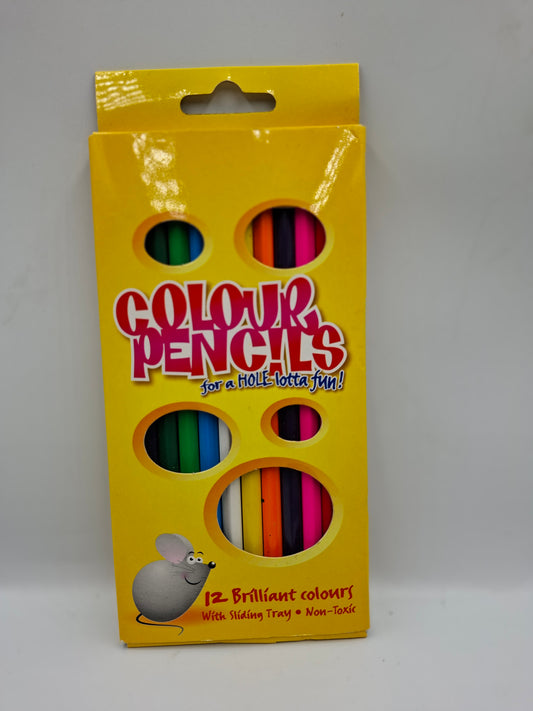 COLOUR
PENCILS
for a HOLE lotta fun!
12 Brilliant colours
With Sliding Tray • Non-Toxic